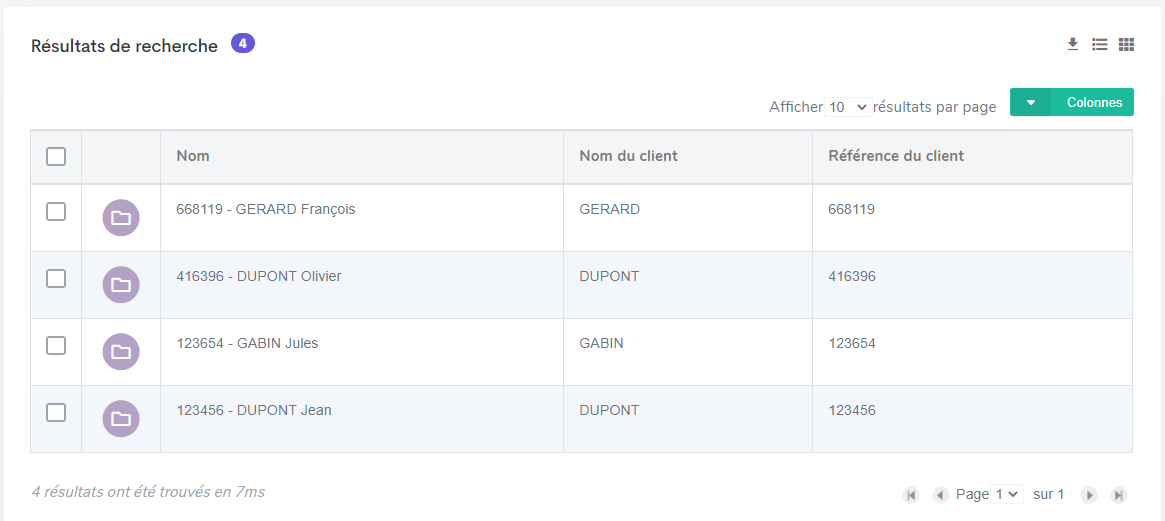 Résultats de recherche 4
Afficher 10 résultats par page Colonnes
Nom Nom du client Référence du client
668119 - GERARD François GERARD 668119
416396 - DUPONT Olivier DUPONT 416396
123654 - GABIN Jules GABIN 123654
123456 - DUPONT Jean DUPONT 123456
4 résultats ont été trouvés en 7ms Page 1 sur 1